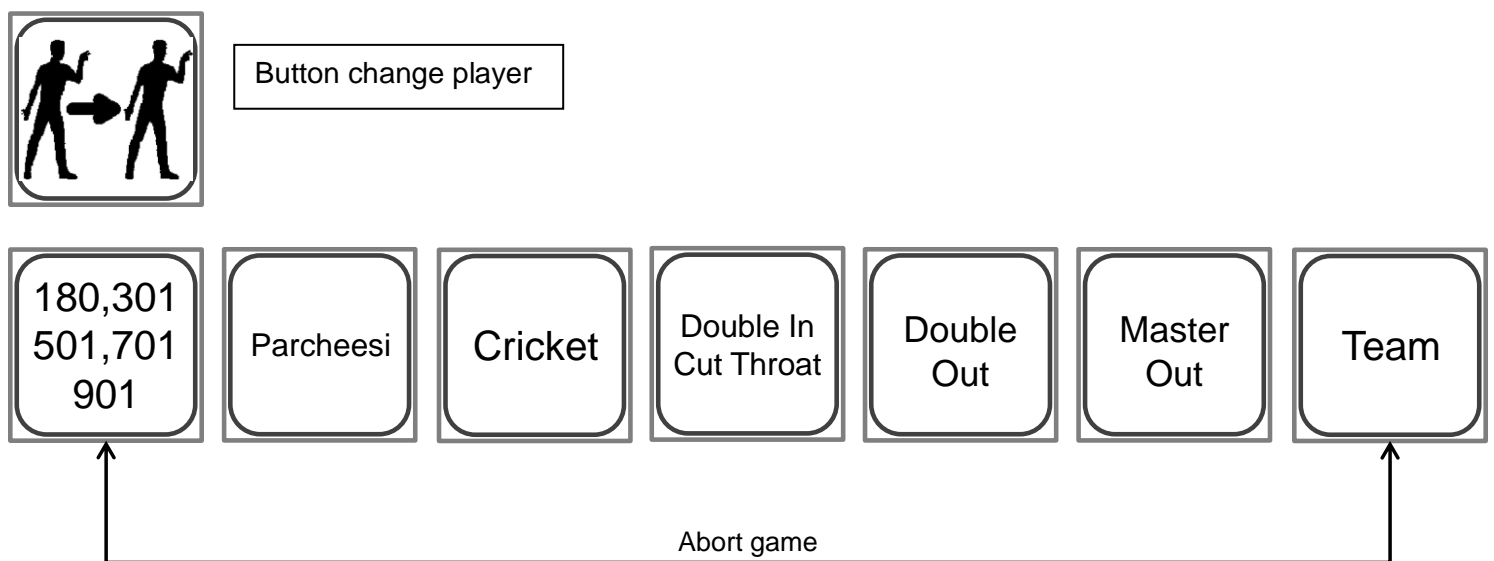 Button change player
180,301
501,701
901
Parcheesi
Cricket
Double In
Cut Throat
Double
Out
Master
Out
Team
Abort game